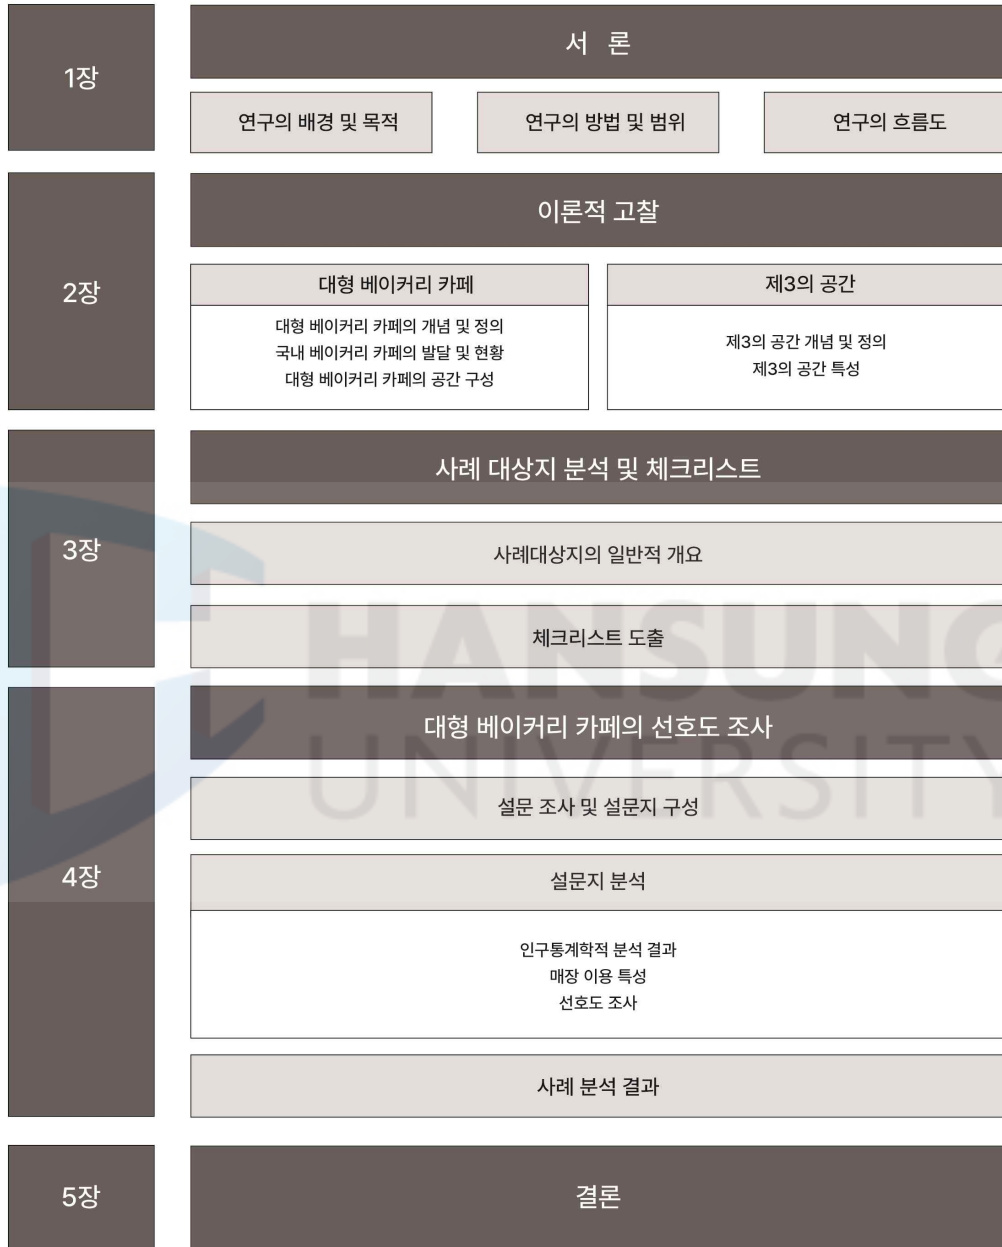 1장
서 론
연구의 배경 및 목적
연구의 방법 및 범위
연구의 흐름도
2장
이론적 고찰
대형 베이커리 카페
대형 베이커리 카페의 개념 및 정의
국내 베이커리 카페의 발달 및 현황
대형 베이커리 카페의 공간 구성
제3의 공간
제3의 공간 개념 및 정의
제3의 공간 특성
3장
사례 대상지 분석 및 체크리스트
사례대상지의 일반적 개요
체크리스트 도출
4장
대형 베이커리 카페의 선호도 조사
설문 조사 및 설문지 구성
설문지 분석
인구통계학적 분석 결과
매장 이용 특성
선호도 조사
사례 분석 결과
5장
결론
HANSUNG
UNIVERSITY